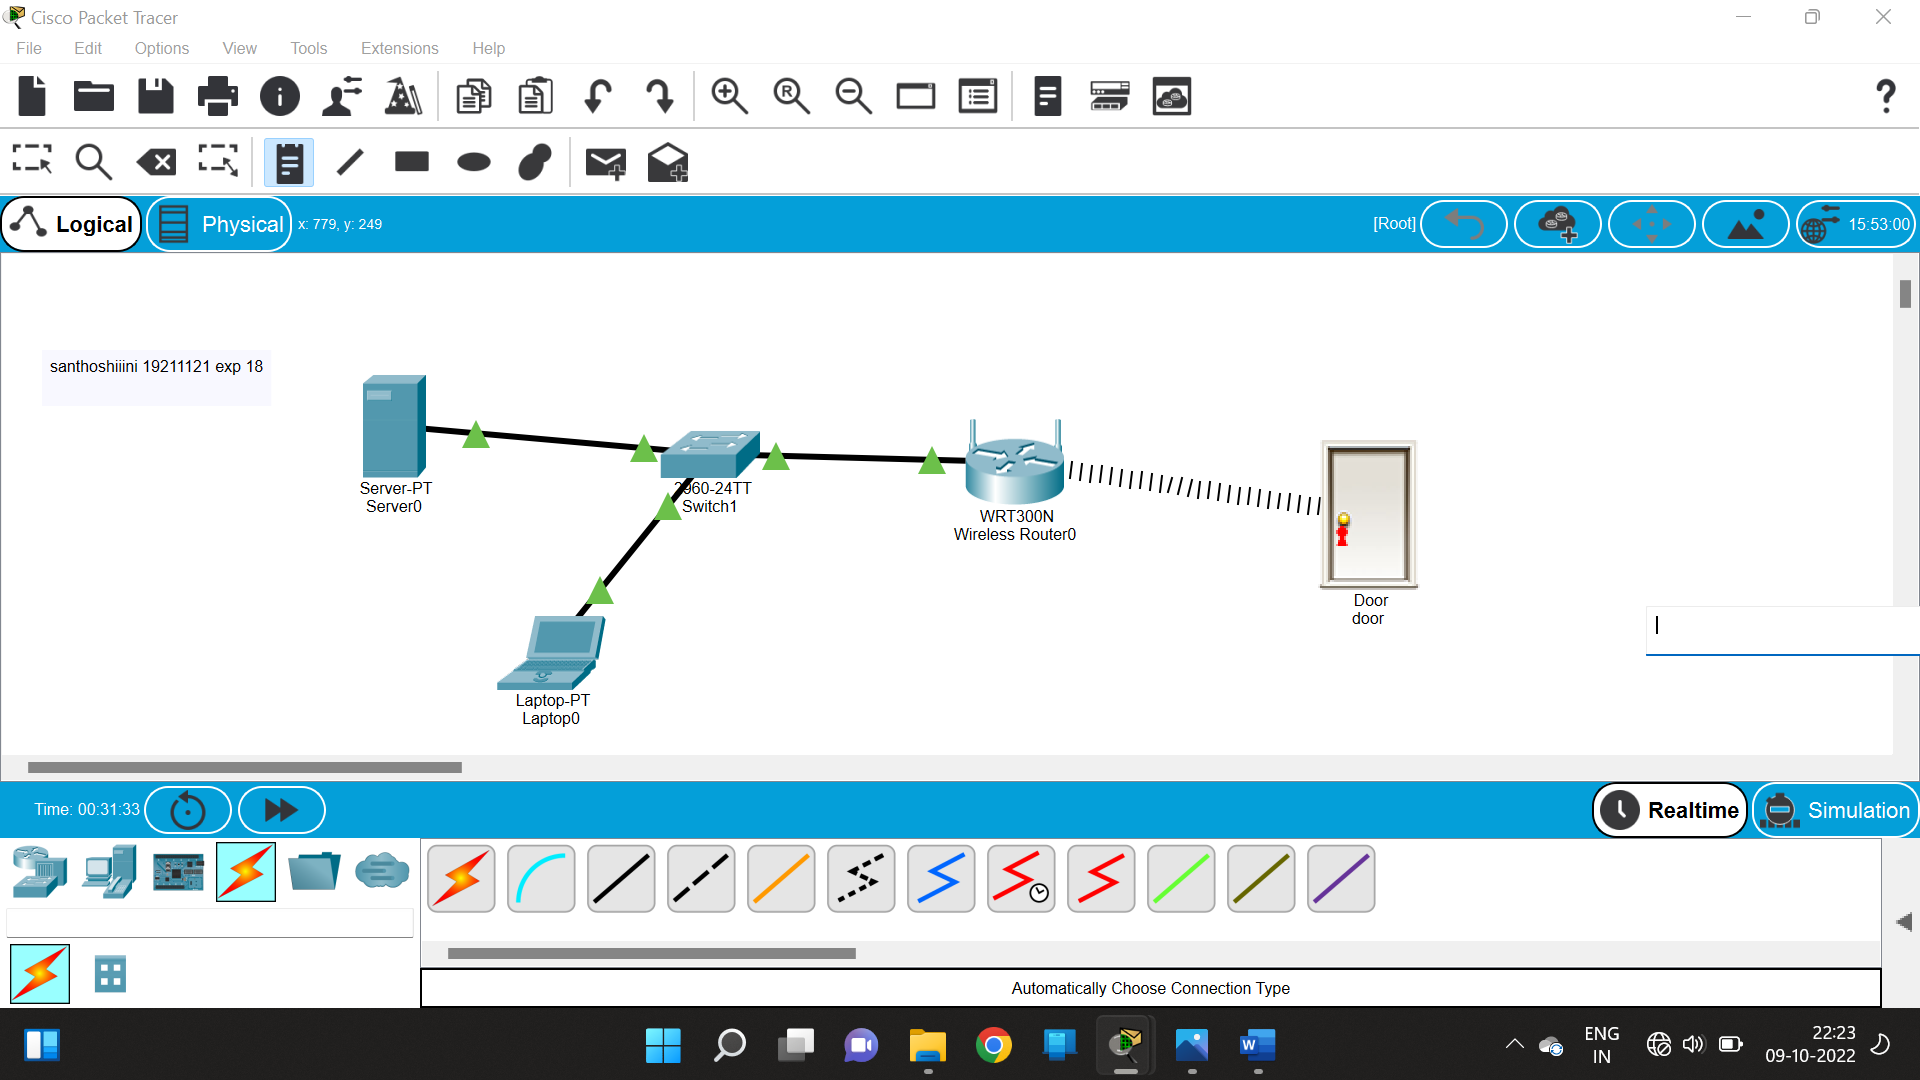 Cisco Packet Tracer
File Edit Options View Tools Extensions Help
Logical Physical x: 779, y: 249 [Root] 15:53:00
santhoshiiini 19211121 exp 18
Server-PT
Server0
2960-24TT
Switch1
WRT300N
Wireless Router0
Door
door
Laptop-PT
Laptop0
Time: 00:31:33 Realtime Simulation
Automatically Choose Connection Type
ENG
IN
22:23
09-10-2022